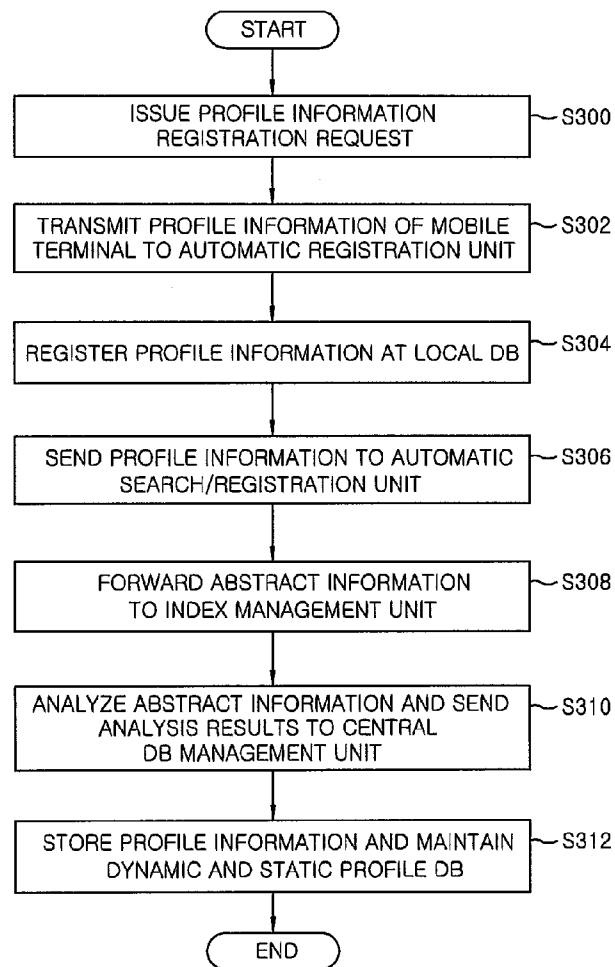 START
ISSUE PROFILE INFORMATION
REGISTRATION REQUEST
S300
TRANSMIT PROFILE INFORMATION OF MOBILE
TERMINAL TO AUTOMATIC REGISTRATION UNIT
S302
REGISTER PROFILE INFORMATION AT LOCAL DB
S304
SEND PROFILE INFORMATION TO AUTOMATIC
SEARCH/REGISTRATION UNIT
S306
FORWARD ABSTRACT INFORMATION
TO INDEX MANAGEMENT UNIT
S308
ANALYZE ABSTRACT INFORMATION AND SEND
ANALYSIS RESULTS TO CENTRAL
DB MANAGEMENT UNIT
S310
STORE PROFILE INFORMATION AND MAINTAIN
DYNAMIC AND STATIC PROFILE DB
S312
END